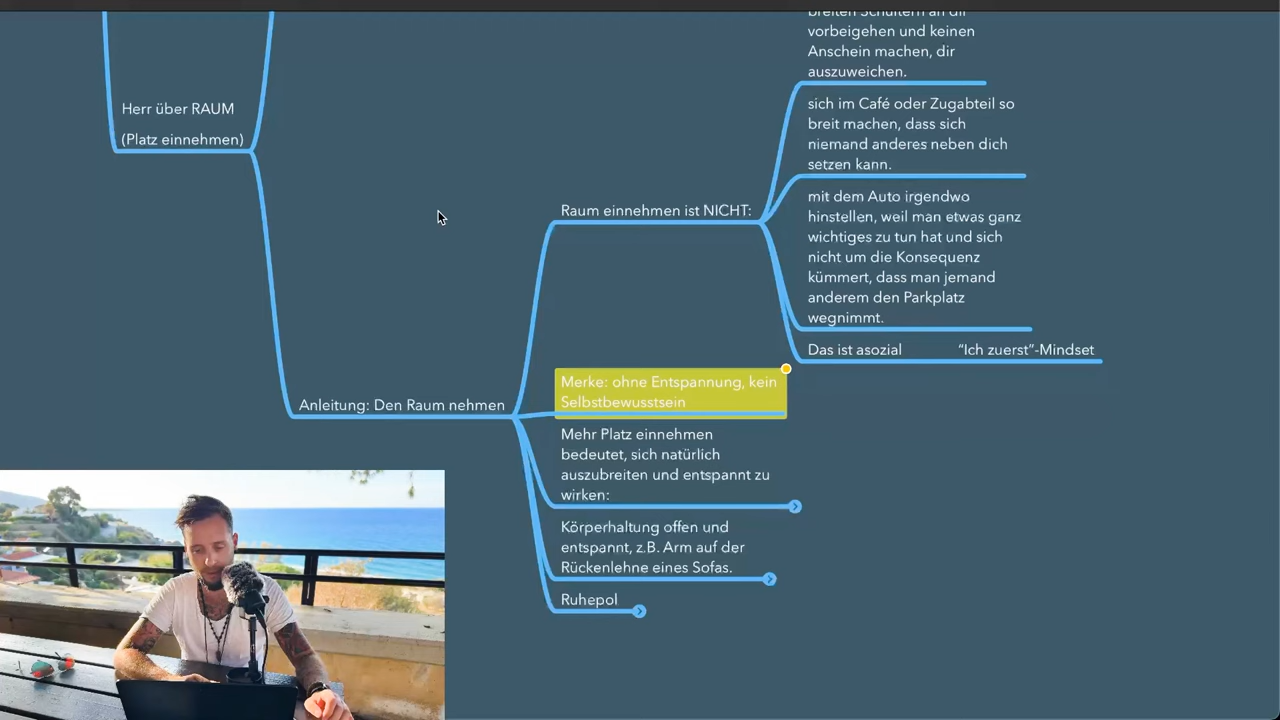 breiten Schultern an dir
vorbeigehen und keinen
Anschein machen, dir
auszuweichen.
Herr über RAUM
(Platz einnehmen)
sich im Café oder Zugabteil so
breit machen, dass sich
niemand anderes neben dich
setzen kann.
Raum einnehmen ist NICHT:
mit dem Auto irgendwo
hinstellen, weil man etwas ganz
wichtiges zu tun hat und sich
nicht um die Konsequenz
kümmert, dass man jemand
anderem den Parkplatz
wegnimmt.
Das ist asozial
“Ich zuerst”-Mindset
Anleitung: Den Raum nehmen
Merke: ohne Entspannung, kein
Selbstbewusstsein
Mehr Platz einnehmen
bedeutet, sich natürlich
auszubreiten und entspannt zu
wirken:
Körperhaltung offen und
entspannt, z.B. Arm auf der
Rückenlehne eines Sofas.
Ruhepol